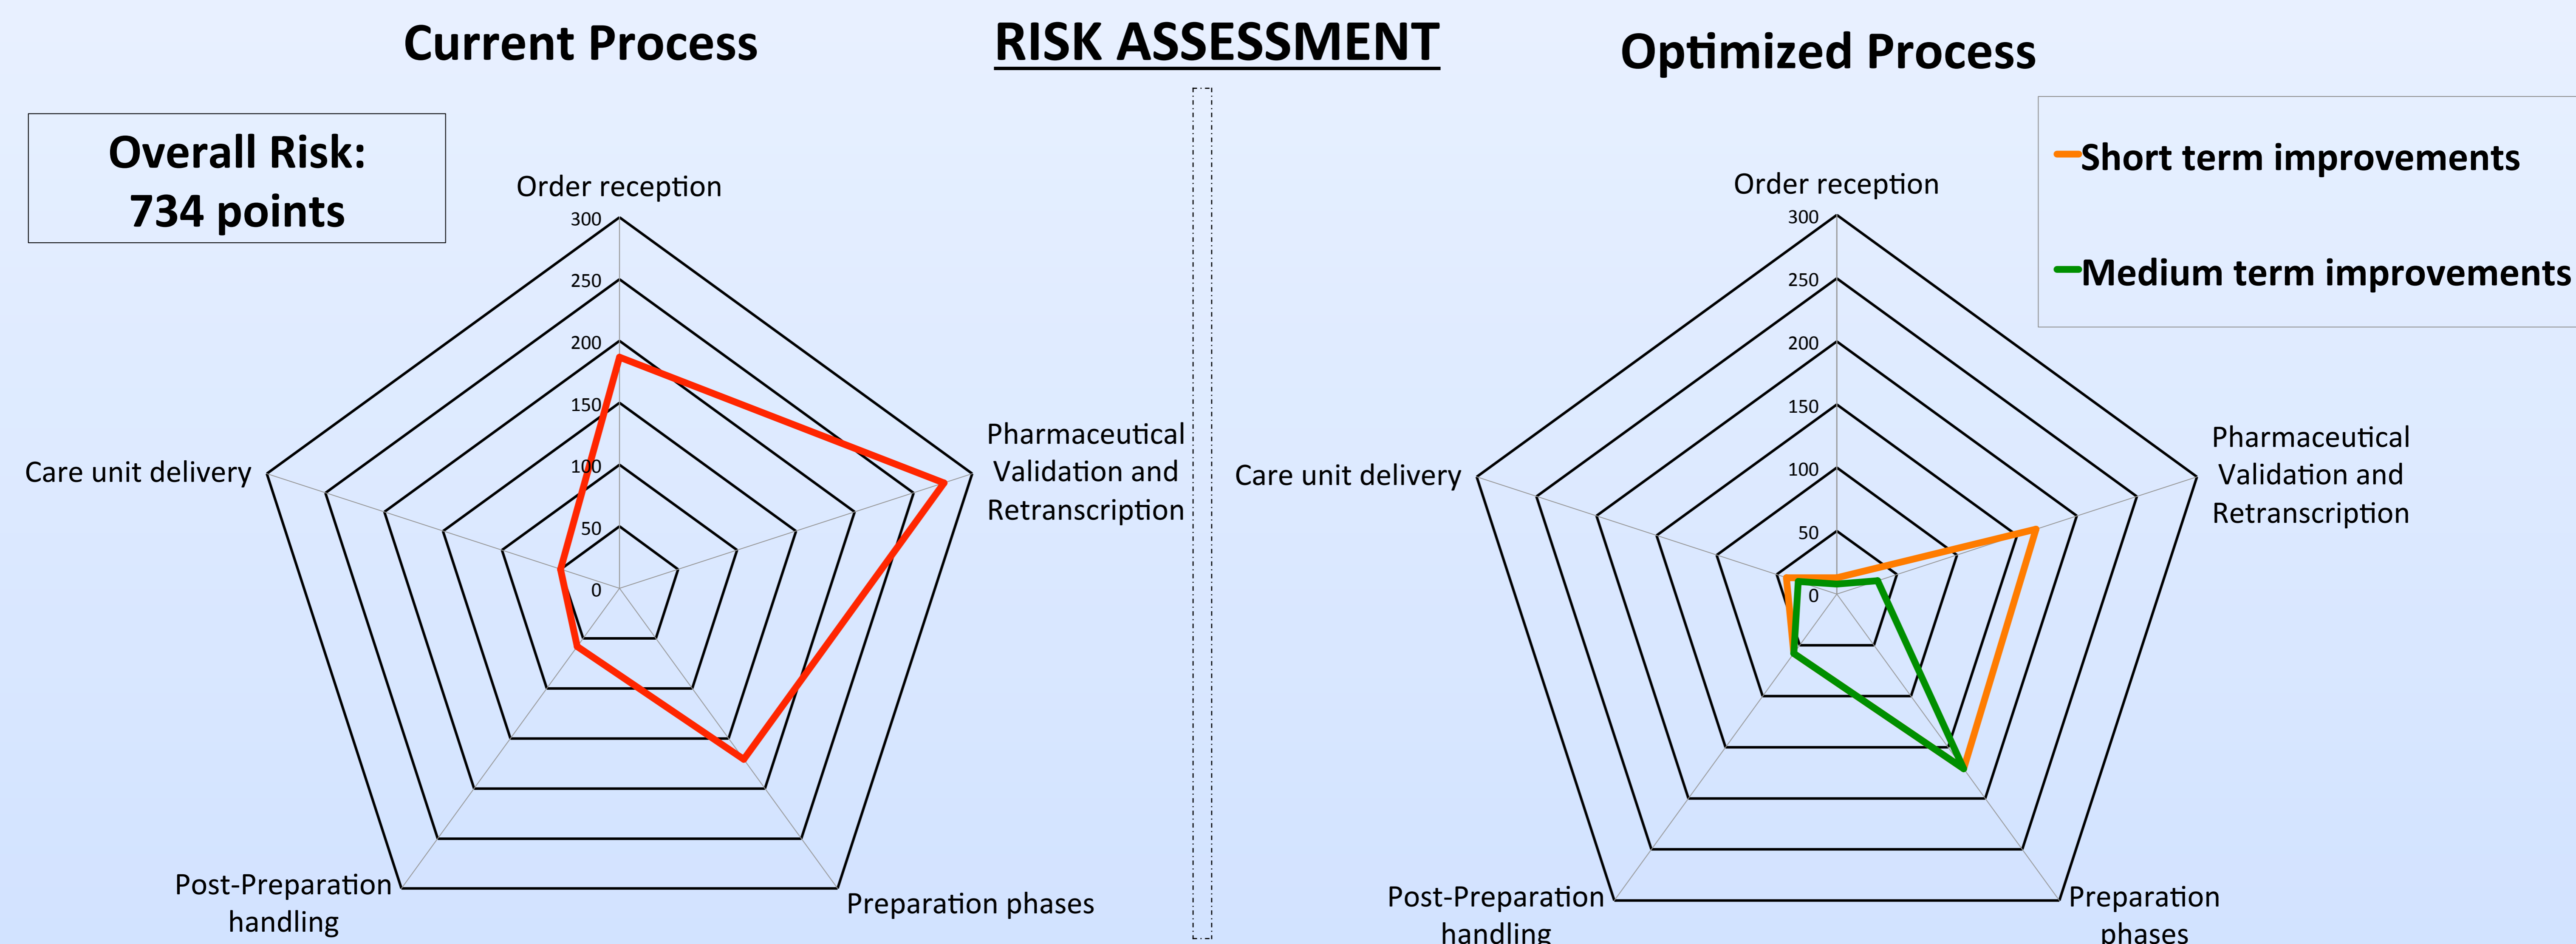 Current Process
RISK ASSESSMENT
Optimized Process
Overall Risk:
734 points
Order reception
300
250
200
150
100
50
0
Pharmaceutical
Validation and
Retranscription
Care unit delivery
Post-Preparation
handling
Preparation phases
Short term improvements
Medium term improvements
Order reception
300
250
200
150
100
50
0
Pharmaceutical
Validation and
Retranscription
Care unit delivery
Post-Preparation
handling
Preparation
phases